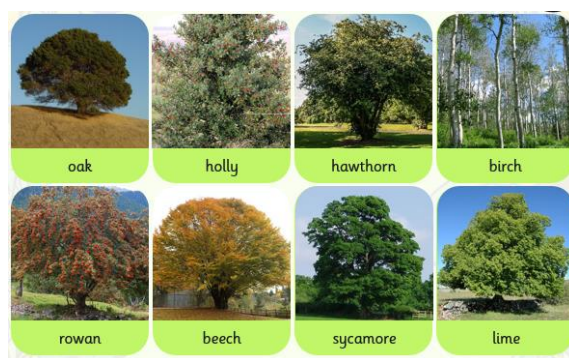 oak
holly
hawthorn
birch
rowan
beech
sycamore
lime